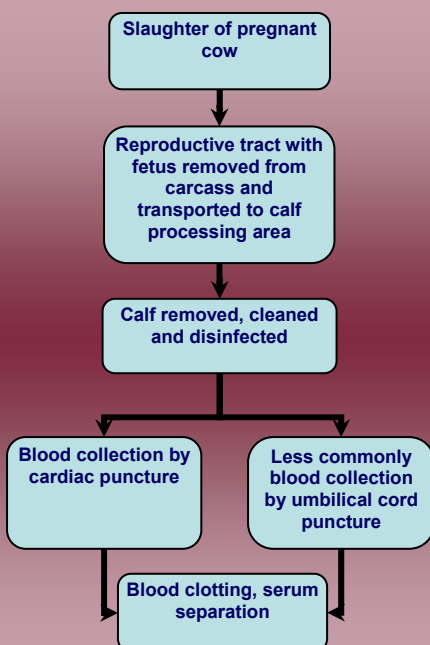 Slaughter of pregnant
cow
Reproductive tract with
fetus removed from
carcass and
transported to calf
processing area
Calf removed, cleaned
and disinfected
Blood collection by
cardiac puncture
Less commonly
blood collection
by umbilical cord
puncture
Blood clotting, serum
separation